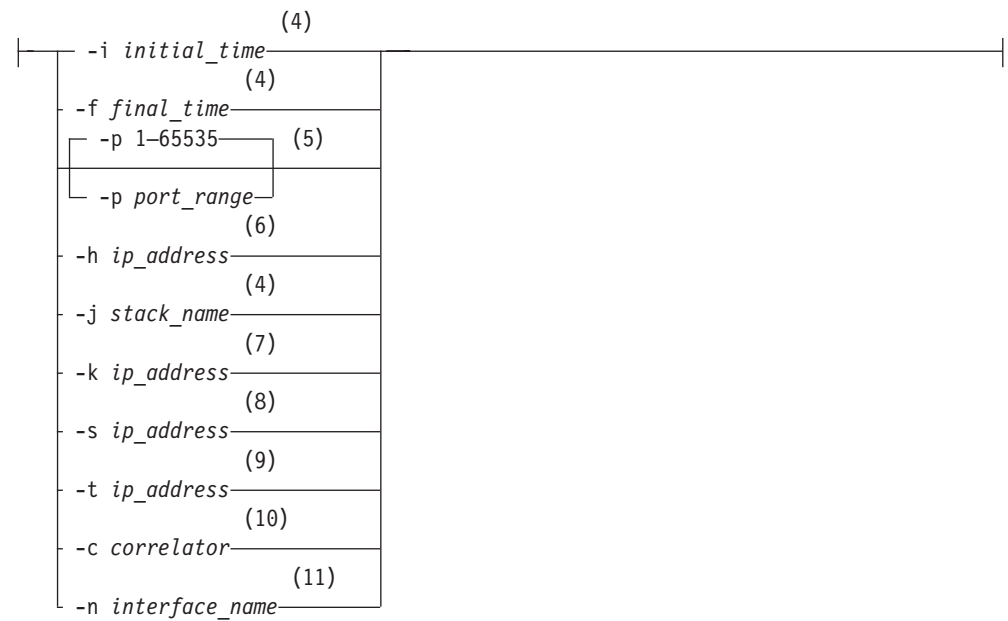 (4)
-i initial_time
(4)
-f final_time
-p 1–65535 (5)
-p port_range
(6)
-h ip_address
(4)
-j stack_name
(7)
-k ip_address
(8)
-s ip_address
(9)
-t ip_address
(10)
-c correlator
(11)
-n interface_name